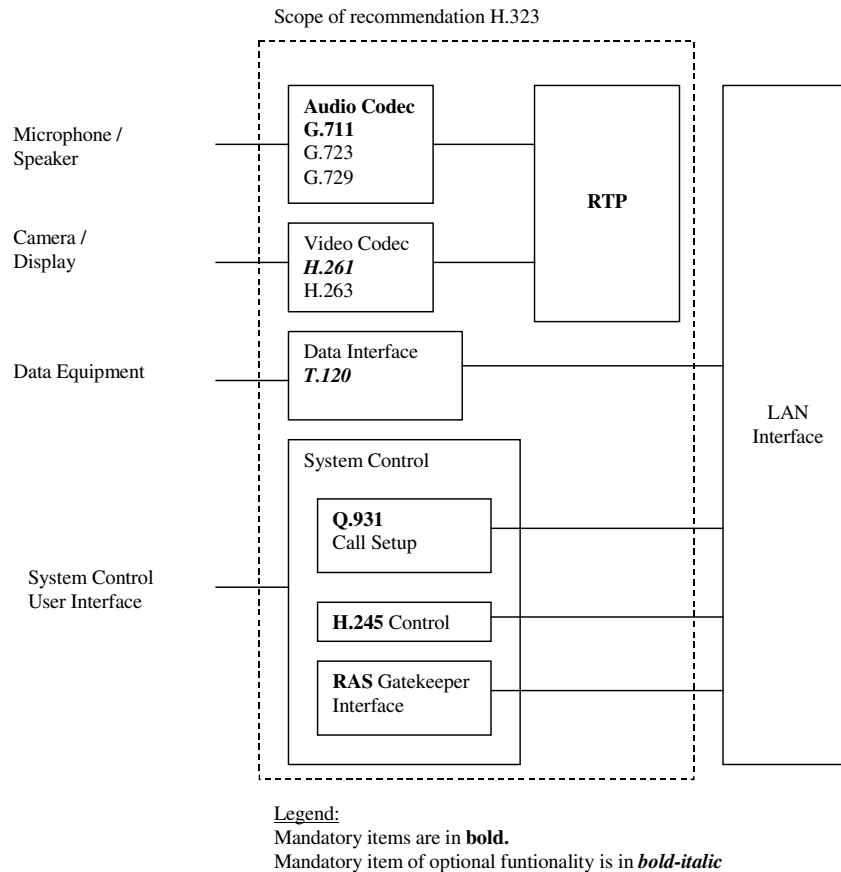 Scope of recommendation H.323
Microphone /
Speaker
Audio Codec
G.711
G.723
G.729
RTP
Camera /
Display
Video Codec
H.261
H.263
Data Equipment
Data Interface
T.120
LAN
Interface
System Control
User Interface
System Control
Q.931
Call Setup
H.245 Control
RAS Gatekeeper
Interface
Legend:
Mandatory items are in bold.
Mandatory item of optional funtionality is in bold-italic